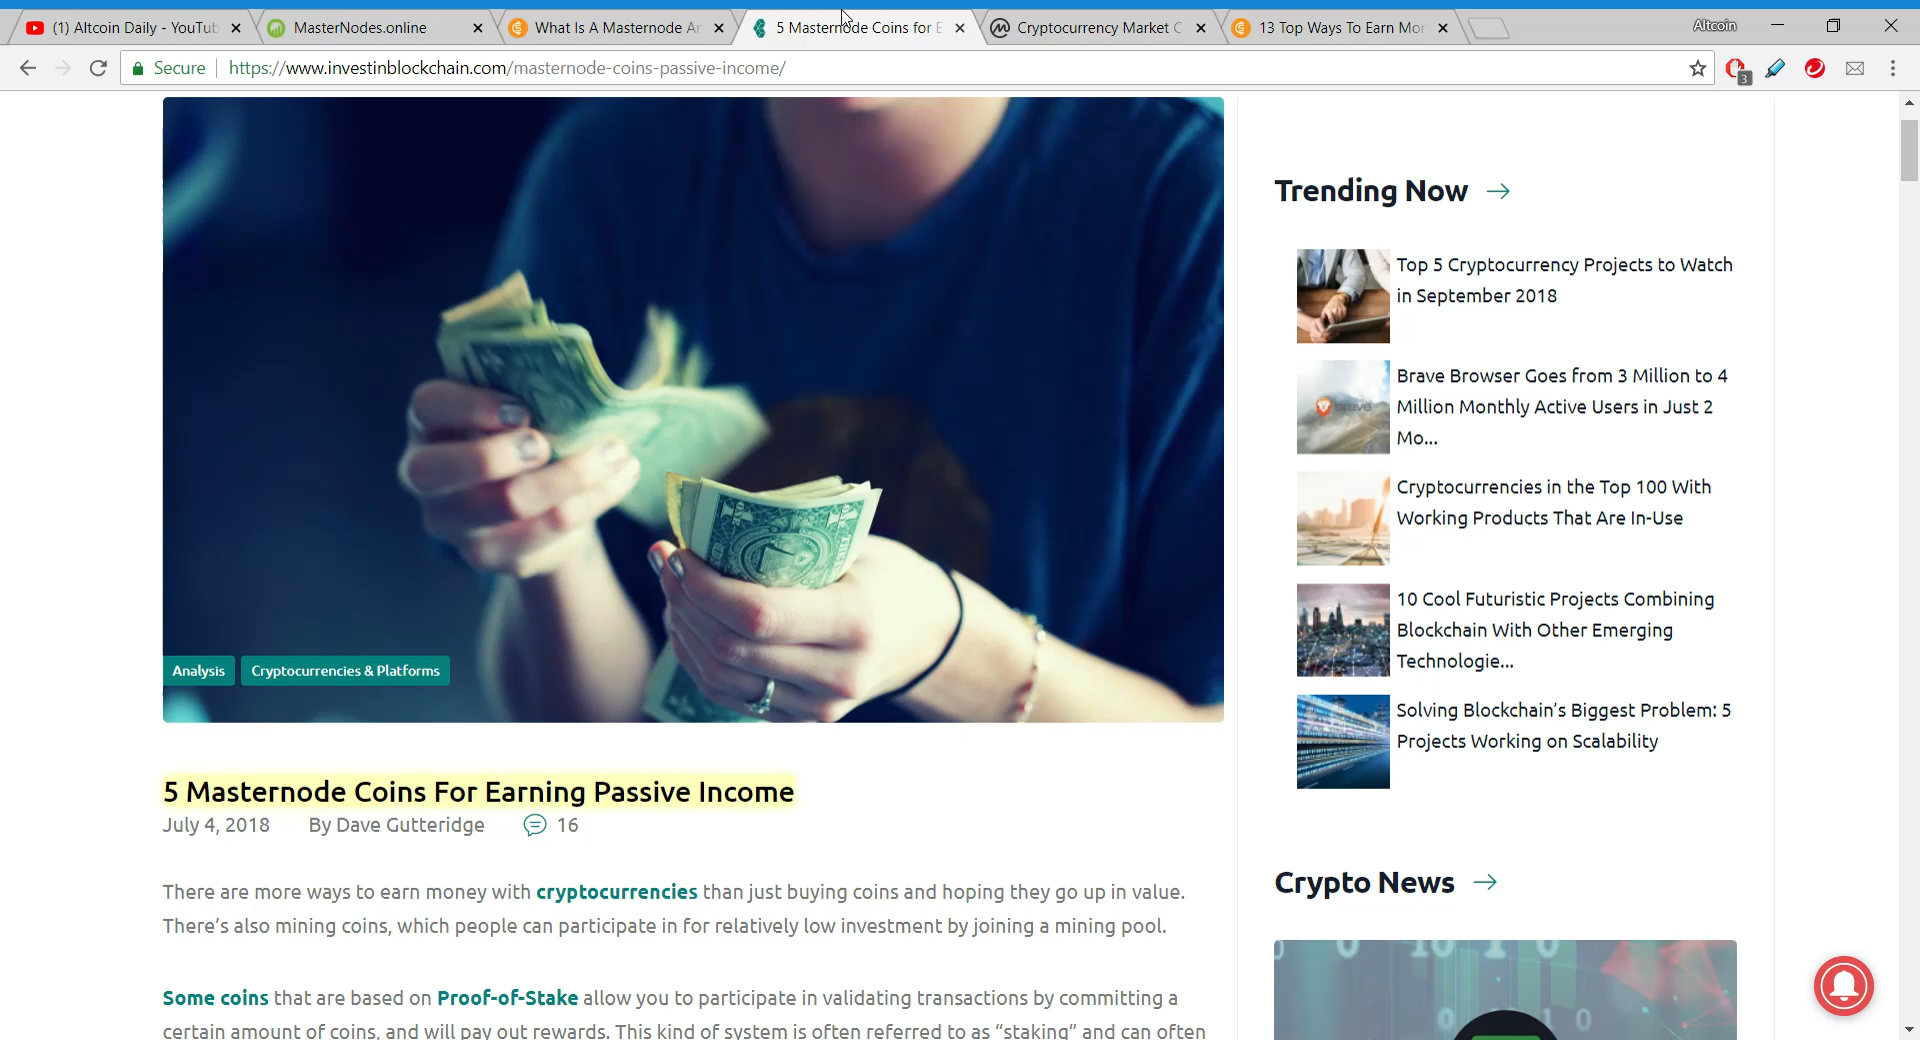 (1) Altcoin Daily - YouTub
MasterNodes.online
What Is A Masternode Ar
5 Masternode Coins for E
Cryptocurrency Market C
13 Top Ways To Earn Mor
Altcoin
Secure
https://www.investinblockchain.com/masternode-coins-passive-income/
3
Analysis
Cryptocurrencies & Platforms
5 Masternode Coins For Earning Passive Income
July 4, 2018 By Dave Gutteridge 16
There are more ways to earn money with cryptocurrencies than just buying coins and hoping they go up in value.
There's also mining coins, which people can participate in for relatively low investment by joining a mining pool.
Some coins that are based on Proof-of-Stake allow you to participate in validating transactions by committing a
certain amount of coins, and will pay out rewards. This kind of system is often referred to as “staking” and can often
Trending Now
Top 5 Cryptocurrency Projects to Watch
in September 2018
brave
Brave Browser Goes from 3 Million to 4
Million Monthly Active Users in Just 2
Mo...
Cryptocurrencies in the Top 100 With
Working Products That Are In-Use
10 Cool Futuristic Projects Combining
Blockchain With Other Emerging
Technologie...
Solving Blockchain’s Biggest Problem: 5
Projects Working on Scalability
Crypto News